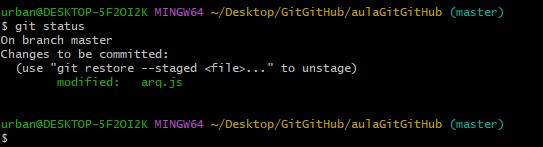 urban@DESKTOP-5F2OI2K MINGW64 ~/Desktop/GitGitHub/aulaGitGitHub (master)
$ git status
On branch master
Changes to be committed:
  (use "git restore --staged <file>..." to unstage)
        modified:   arq.js

urban@DESKTOP-5F2OI2K MINGW64 ~/Desktop/GitGitHub/aulaGitGitHub (master)
$